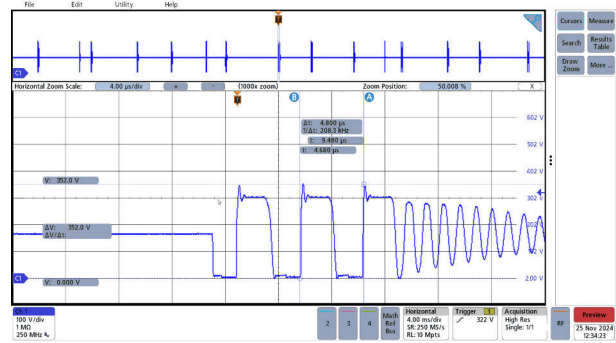 File Edit Utility Help
T
C1
Horizontal Zoom Scale: 4.00 µs/div + - (1000x zoom) Zoom Position: 50.008 % X
T B A
Δt: 4.800 µs
1/Δt: 208.3 kHz
t: 9.480 µs
t: 4.680 µs
602 V
502 V
402 V
302 V
202 V
102 V
2.00 V
V: 352.0 V
ΔV: 352.0 V
ΔV/Δt:
V: 0.000 V
C1
Cursors Measure
Search Results Table
Draw Zoom More ...
Ch 1
100 V/div
1 MΩ
250 MHz
2 3 4
Math
Ref
Bus
Horizontal
4.00 ms/div
SR: 250 MS/s
RL: 10 Mpts
Trigger 1
322 V
Acquisition
High Res
Single: 1/1
RF
Preview
25 Nov 2024
12:34:23